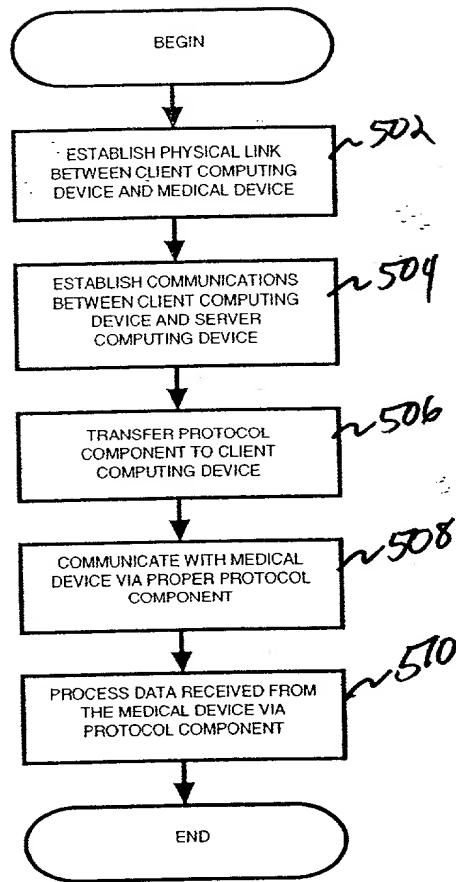 BEGIN
ESTABLISH PHYSICAL LINK
BETWEEN CLIENT COMPUTING
DEVICE AND MEDICAL DEVICE
502
ESTABLISH COMMUNICATIONS
BETWEEN CLIENT COMPUTING
DEVICE AND SERVER
COMPUTING DEVICE
504
TRANSFER PROTOCOL
COMPONENT TO CLIENT
COMPUTING DEVICE
506
COMMUNICATE WITH MEDICAL
DEVICE VIA PROPER PROTOCOL
COMPONENT
508
PROCESS DATA RECEIVED FROM
THE MEDICAL DEVICE VIA
PROTOCOL COMPONENT
510
END